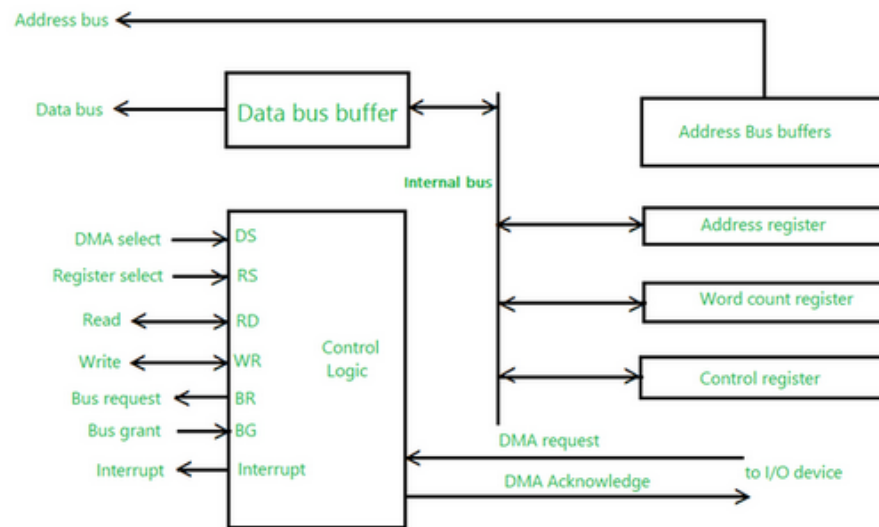 Address bus
Data bus
Data bus buffer
Address Bus buffers
Internal bus
Address register
DMA select
DS
Register select
RS
Word count register
Read
RD
Control
Logic
Write
WR
Control register
Bus request
BR
Bus grant
BG
DMA request
Interrupt
Interrupt
to I/O device
DMA Acknowledge